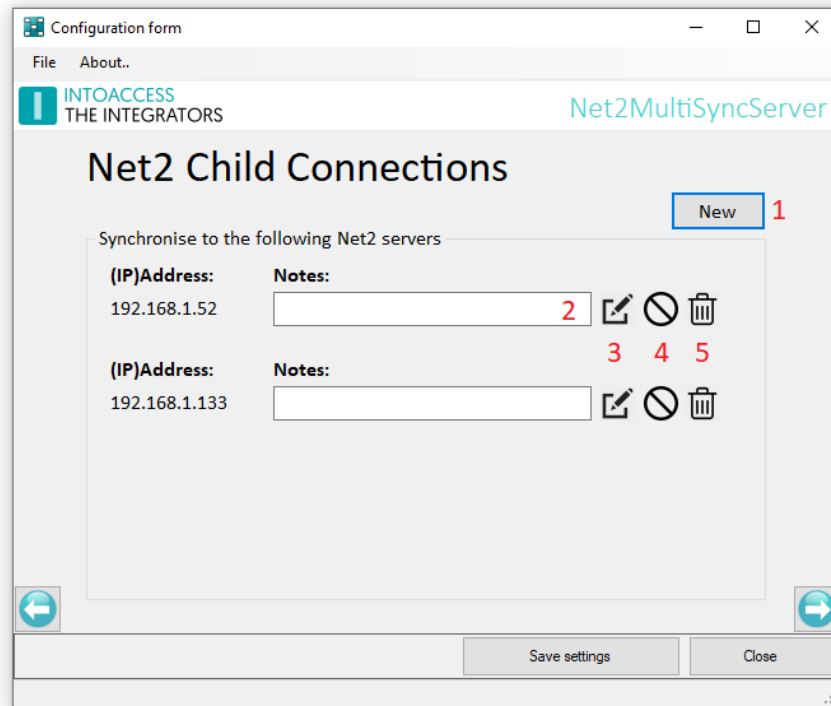 Configuration form
File About..
INTOACCESS
THE INTEGRATORS
Net2MultiSyncServer
Net2 Child Connections
New 1
Synchronise to the following Net2 servers
(IP)Address: Notes:
192.168.1.52 2
3 4 5
(IP)Address: Notes:
192.168.1.133
Save settings Close